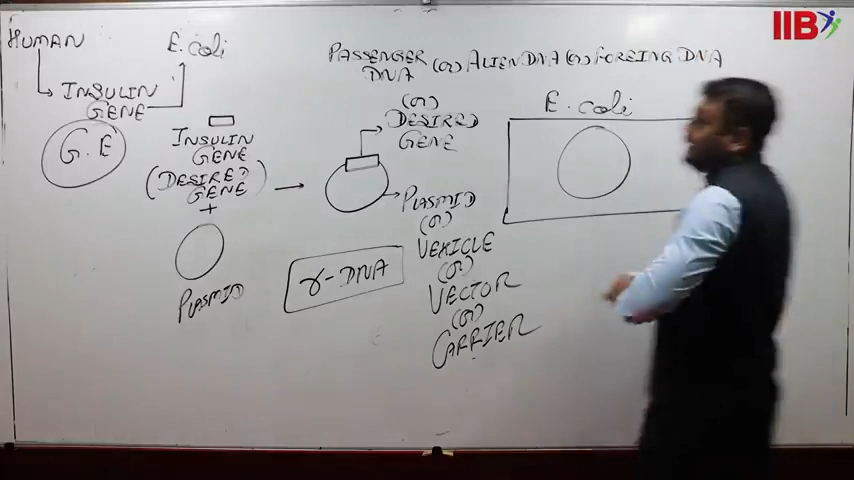 HUMAN
INSULIN
GENE
E.coli
G.E
INSULIN
GENE
(DESIRED
GENE)
+
PLASMID
PASSENGER (or) ALIEN DNA (or) FOREING DNA
DNA
(or)
DESIRED
GENE
PLASMID
(or)
VEHICLE
(or)
VECTOR
(or)
CARRIER
r-DNA
E.coli
IIB